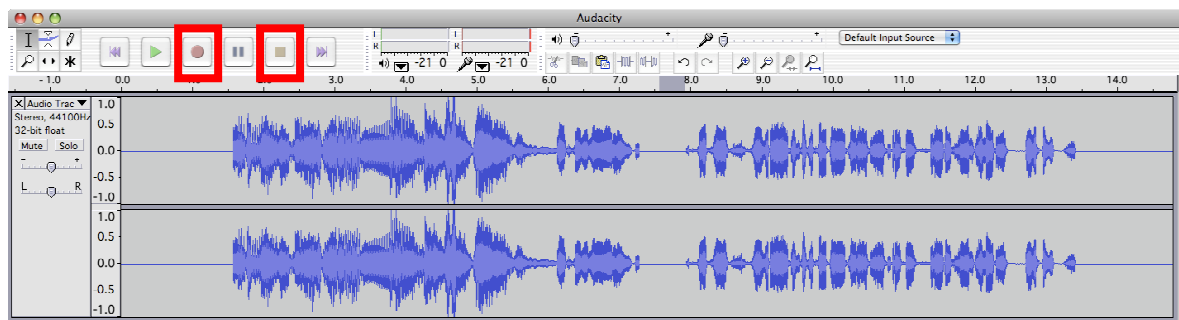 Audacity
L
R
L
R
-21 0
-21 0
Default Input Source
-1.0 0.0 1.0 2.0 3.0 4.0 5.0 6.0 7.0 8.0 9.0 10.0 11.0 12.0 13.0 14.0
X Audio Trac
Stereo, 44100Hz
32-bit float
Mute Solo
- +
L R
1.0
0.5
0.0
-0.5
-1.0
1.0
0.5
0.0
-0.5
-1.0